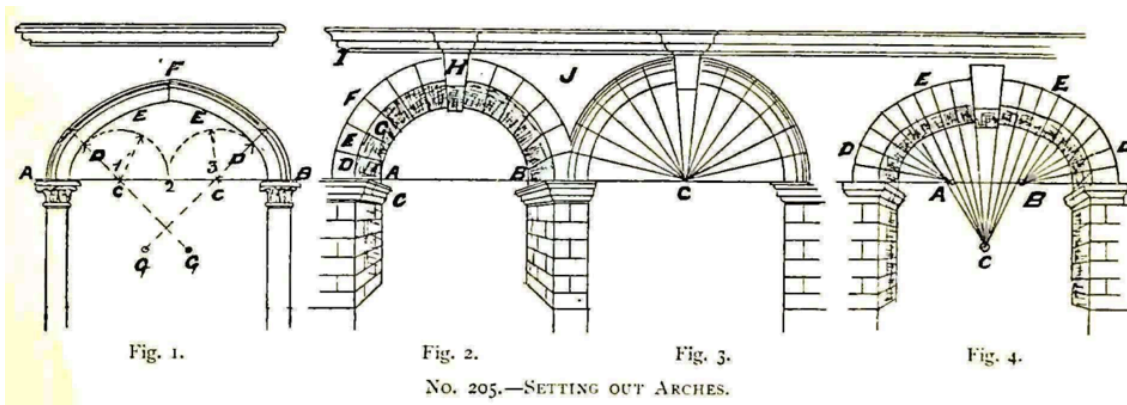 F
E E
D 1 3 D
A C 2 C B
G G
I H J
F
G
E
D A B
C
C
E E
D D
A B
C
Fig. 1. Fig. 2. Fig. 3. Fig. 4.
No. 205.—Setting out Arches.